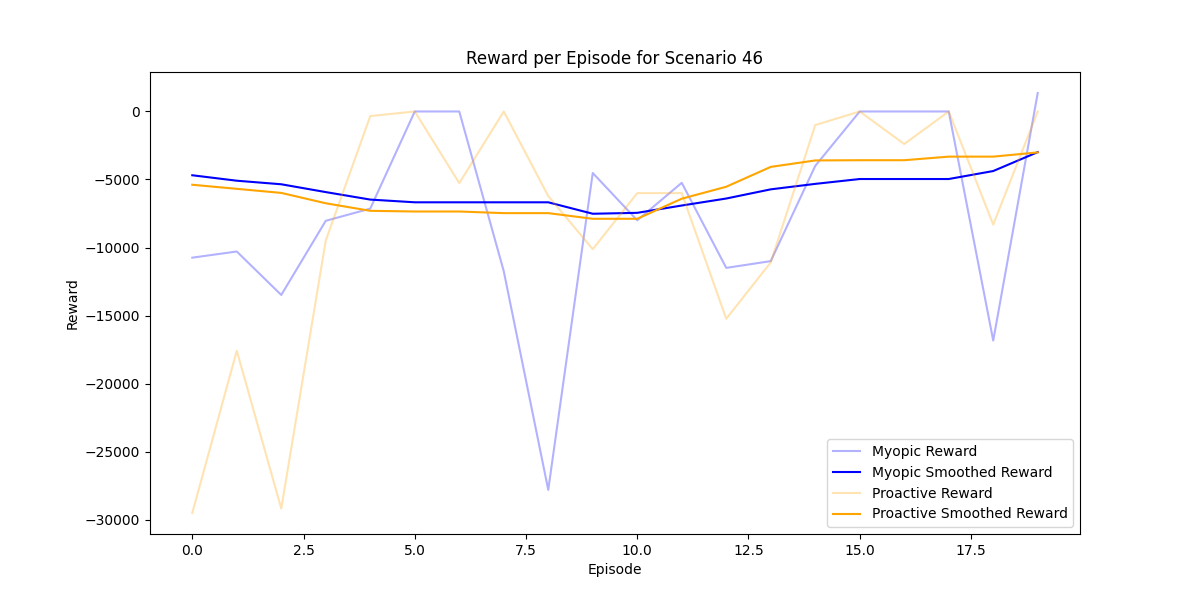 Reward per Episode for Scenario 46
Reward
0
−5000
−10000
−15000
−20000
−25000
−30000
0.0
2.5
5.0
7.5
10.0
12.5
15.0
17.5
Episode
Myopic Reward
Myopic Smoothed Reward
Proactive Reward
Proactive Smoothed Reward